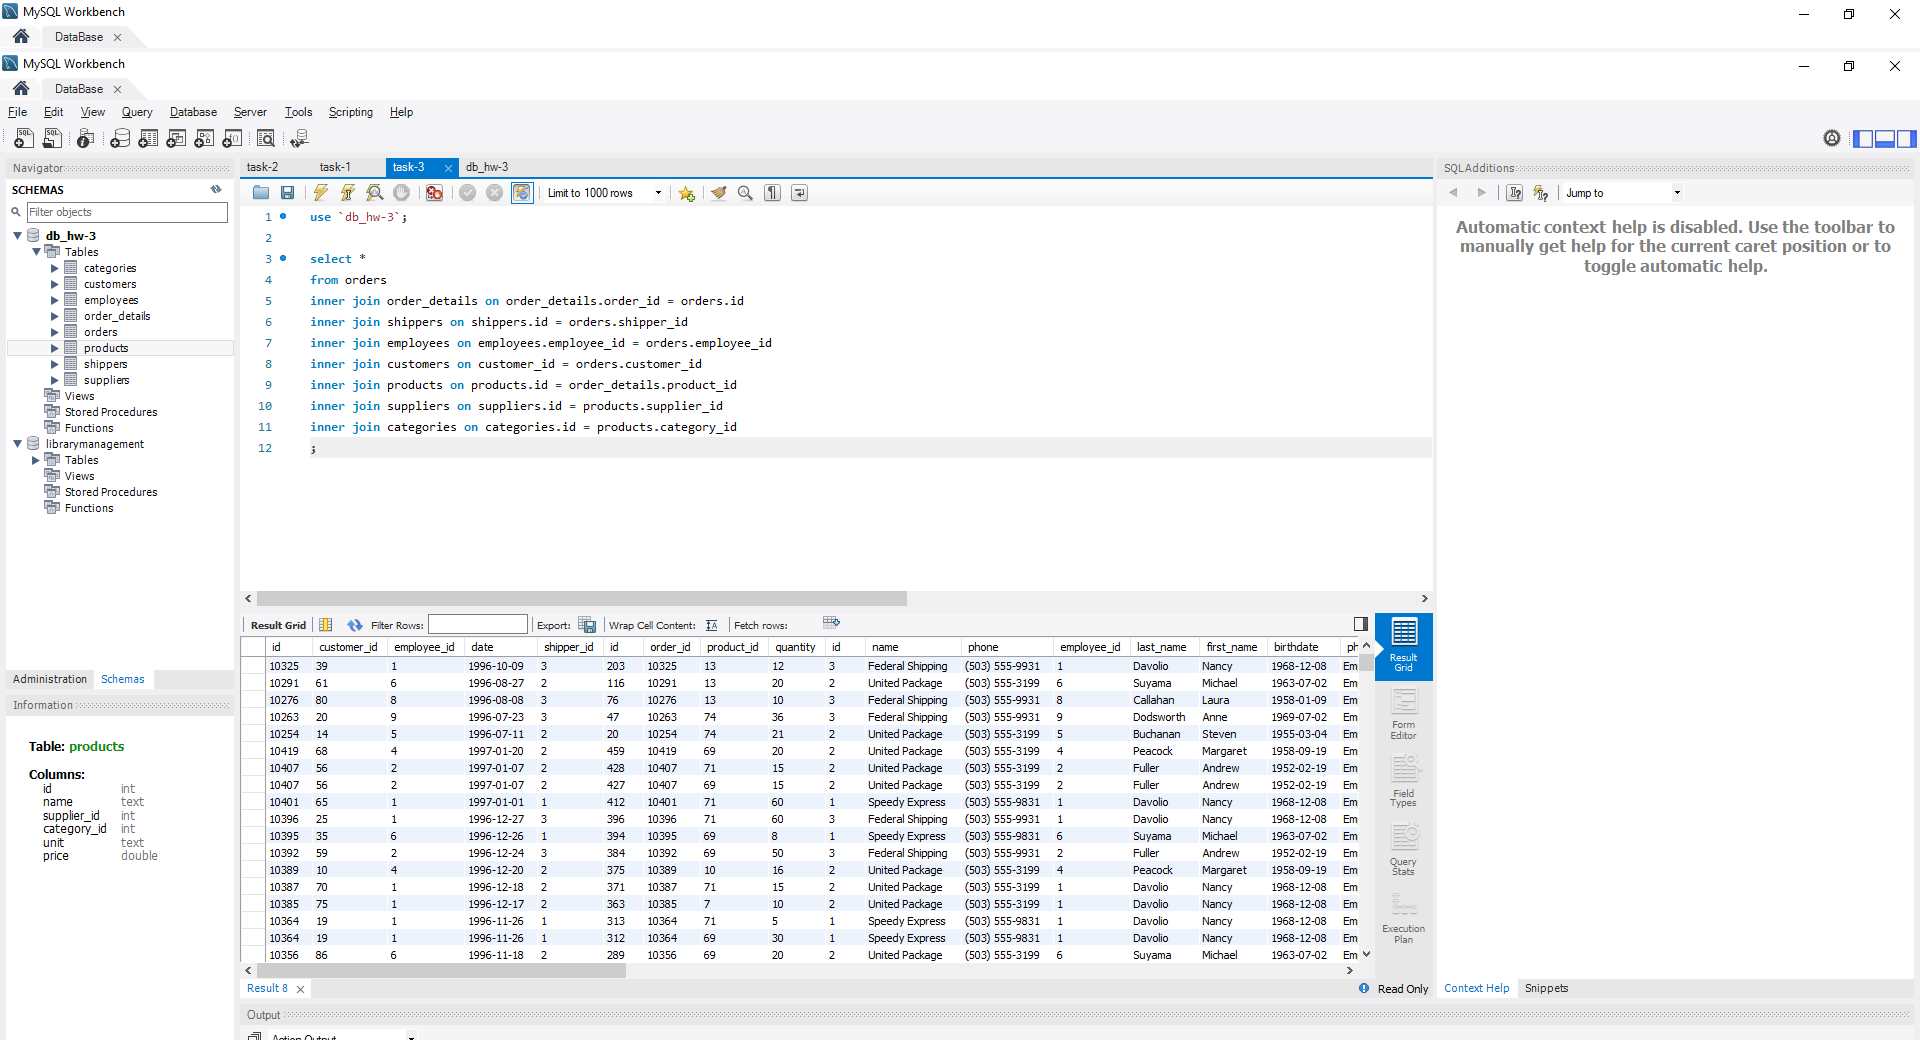 MySQL Workbench
DataBase
MySQL Workbench
DataBase
File Edit View Query Database Server Tools Scripting Help
Navigator
SCHEMAS
Filter objects
db_hw-3
Tables
categories
customers
employees
order_details
orders
products
shippers
suppliers
Views
Stored Procedures
Functions
librarymanagement
Tables
Views
Stored Procedures
Functions
Administration Schemas
Information
Table: products
Columns:
id int
name text
supplier_id int
category_id int
unit text
price double
task-2 task-1 task-3 db_hw-3
Limit to 1000 rows
1 use `db_hw-3`;
2
3 select *
4 from orders
5 inner join order_details on order_details.order_id = orders.id
6 inner join shippers on shippers.id = orders.shipper_id
7 inner join employees on employees.employee_id = orders.employee_id
8 inner join customers on customer_id = orders.customer_id
9 inner join products on products.id = order_details.product_id
10 inner join suppliers on suppliers.id = products.supplier_id
11 inner join categories on categories.id = products.category_id
12 ;
Result Grid Filter Rows: Export: Wrap Cell Content: Fetch rows:
id customer_id employee_id date shipper_id id order_id product_id quantity id name phone employee_id last_name first_name birthdate ph
10325 39 1 1996-10-09 3 203 10325 13 12 3 Federal Shipping (503) 555-9931 1 Davolio Nancy 1968-12-08 Em
10291 61 6 1996-08-27 2 116 10291 13 20 2 United Package (503) 555-3199 6 Suyama Michael 1963-07-02 Em
10276 80 8 1996-08-08 3 76 10276 13 10 3 Federal Shipping (503) 555-9931 8 Callahan Laura 1958-01-09 Em
10263 20 9 1996-07-23 3 47 10263 74 36 3 Federal Shipping (503) 555-9931 9 Dodsworth Anne 1969-07-02 Em
10254 14 5 1996-07-11 2 20 10254 74 21 2 United Package (503) 555-3199 5 Buchanan Steven 1955-03-04 Em
10419 68 4 1997-01-20 2 459 10419 69 20 2 United Package (503) 555-3199 4 Peacock Margaret 1958-09-19 Em
10407 56 2 1997-01-07 2 428 10407 71 15 2 United Package (503) 555-3199 2 Fuller Andrew 1952-02-19 Em
10407 56 2 1997-01-07 2 427 10407 69 15 2 United Package (503) 555-3199 2 Fuller Andrew 1952-02-19 Em
10401 65 1 1997-01-01 1 412 10401 71 60 1 Speedy Express (503) 555-9831 1 Davolio Nancy 1968-12-08 Em
10396 25 1 1996-12-27 3 396 10396 71 60 3 Federal Shipping (503) 555-9931 1 Davolio Nancy 1968-12-08 Em
10395 35 6 1996-12-26 1 394 10395 69 8 1 Speedy Express (503) 555-9831 6 Suyama Michael 1963-07-02 Em
10392 59 2 1996-12-24 3 384 10392 69 50 3 Federal Shipping (503) 555-9931 2 Fuller Andrew 1952-02-19 Em
10389 10 4 1996-12-20 2 375 10389 10 16 2 United Package (503) 555-3199 4 Peacock Margaret 1958-09-19 Em
10387 70 1 1996-12-18 2 371 10387 71 15 2 United Package (503) 555-3199 1 Davolio Nancy 1968-12-08 Em
10385 75 1 1996-12-17 2 363 10385 7 10 2 United Package (503) 555-3199 1 Davolio Nancy 1968-12-08 Em
10364 19 1 1996-11-26 1 313 10364 71 5 1 Speedy Express (503) 555-9831 1 Davolio Nancy 1968-12-08 Em
10364 19 1 1996-11-26 1 312 10364 69 30 1 Speedy Express (503) 555-9831 1 Davolio Nancy 1968-12-08 Em
10356 86 6 1996-11-18 2 289 10356 69 20 2 United Package (503) 555-3199 6 Suyama Michael 1963-07-02 Em
Result
Grid
Form
Editor
Field
Types
Query
Stats
Execution
Plan
Result 8
Read Only
Output
Action Output
SQLAdditions
Jump to
Automatic context help is disabled. Use the toolbar to
manually get help for the current caret position or to
toggle automatic help.
Context Help Snippets